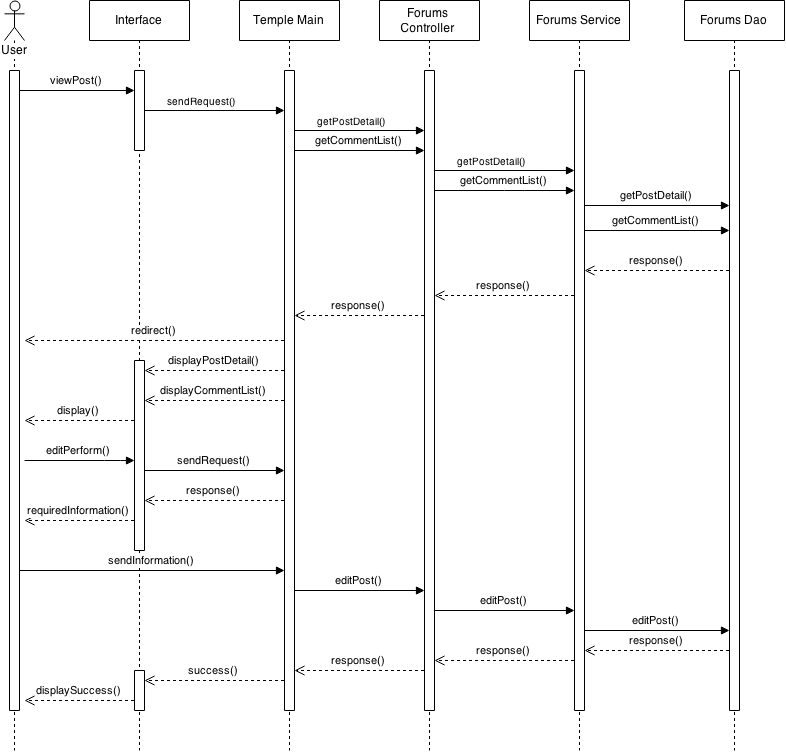 User
Interface
Temple Main
Forums
Controller
Forums Service
Forums Dao
viewPost()
sendRequest()
getPostDetail()
getCommentList()
getPostDetail()
getCommentList()
getPostDetail()
getCommentList()
response()
response()
response()
redirect()
displayPostDetail()
displayCommentList()
display()
editPerform()
sendRequest()
response()
requiredInformation()
sendInformation()
editPost()
editPost()
editPost()
response()
response()
response()
success()
displaySuccess()